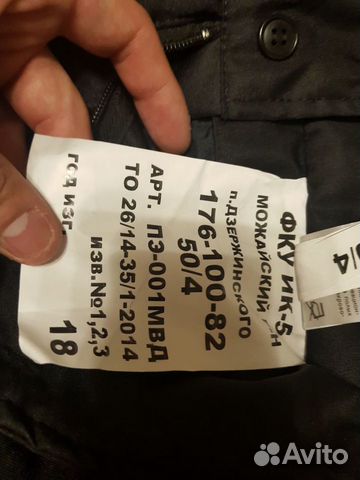 ФКУ ИК-5
МОЖАЙСКИЙ
п.ДЗЕРЖИНСКОГО
176-100-82
50/4
АРТ. ПЗ-001МВД
ТО 26/14-35/1-2014
изв.№1,2,3
год изг. 18
Avito